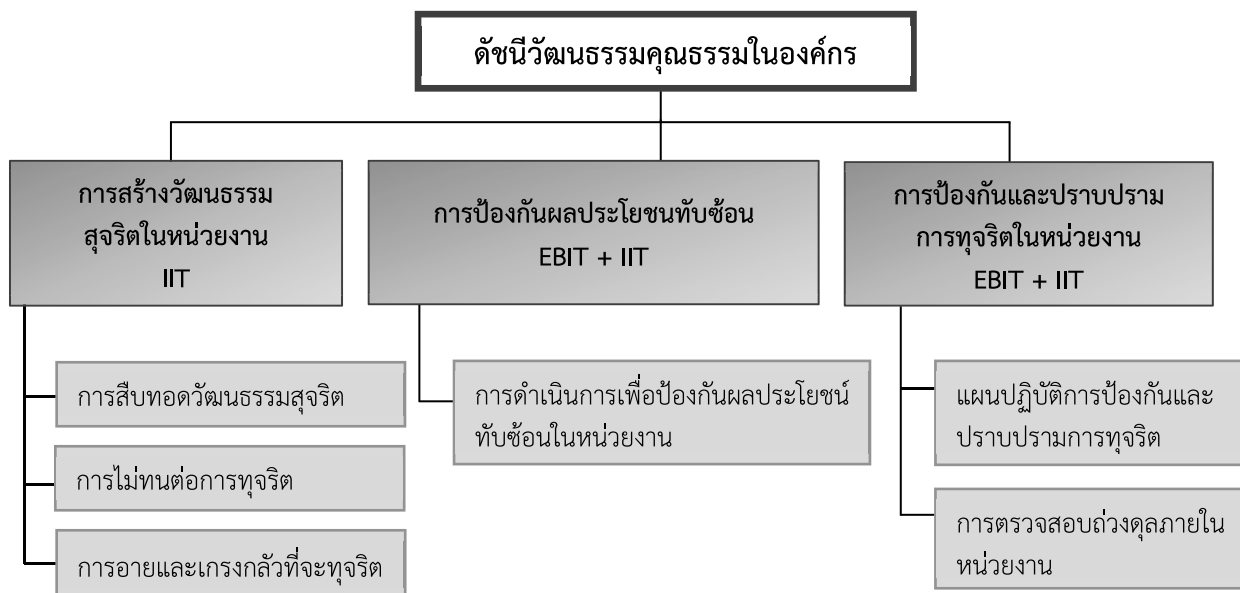 ดัชนีวัฒนธรรมคุณธรรมในองค์กร
การสร้างวัฒนธรรม
สุจริตในหน่วยงาน
IIT
การสืบทอดวัฒนธรรมสุจริต
การไม่ทนต่อการทุจริต
การอายและเกรงกลัวที่จะทุจริต
การป้องกันผลประโยชนทับซ้อน
EBIT + IIT
การดำเนินการเพื่อป้องกันผลประโยชน์
ทับซ้อนในหน่วยงาน
การป้องกันและปราบปราม
การทุจริตในหน่วยงาน
EBIT + IIT
แผนปฏิบัติการป้องกันและ
ปราบปรามการทุจริต
การตรวจสอบถ่วงดุลภายใน
หน่วยงาน